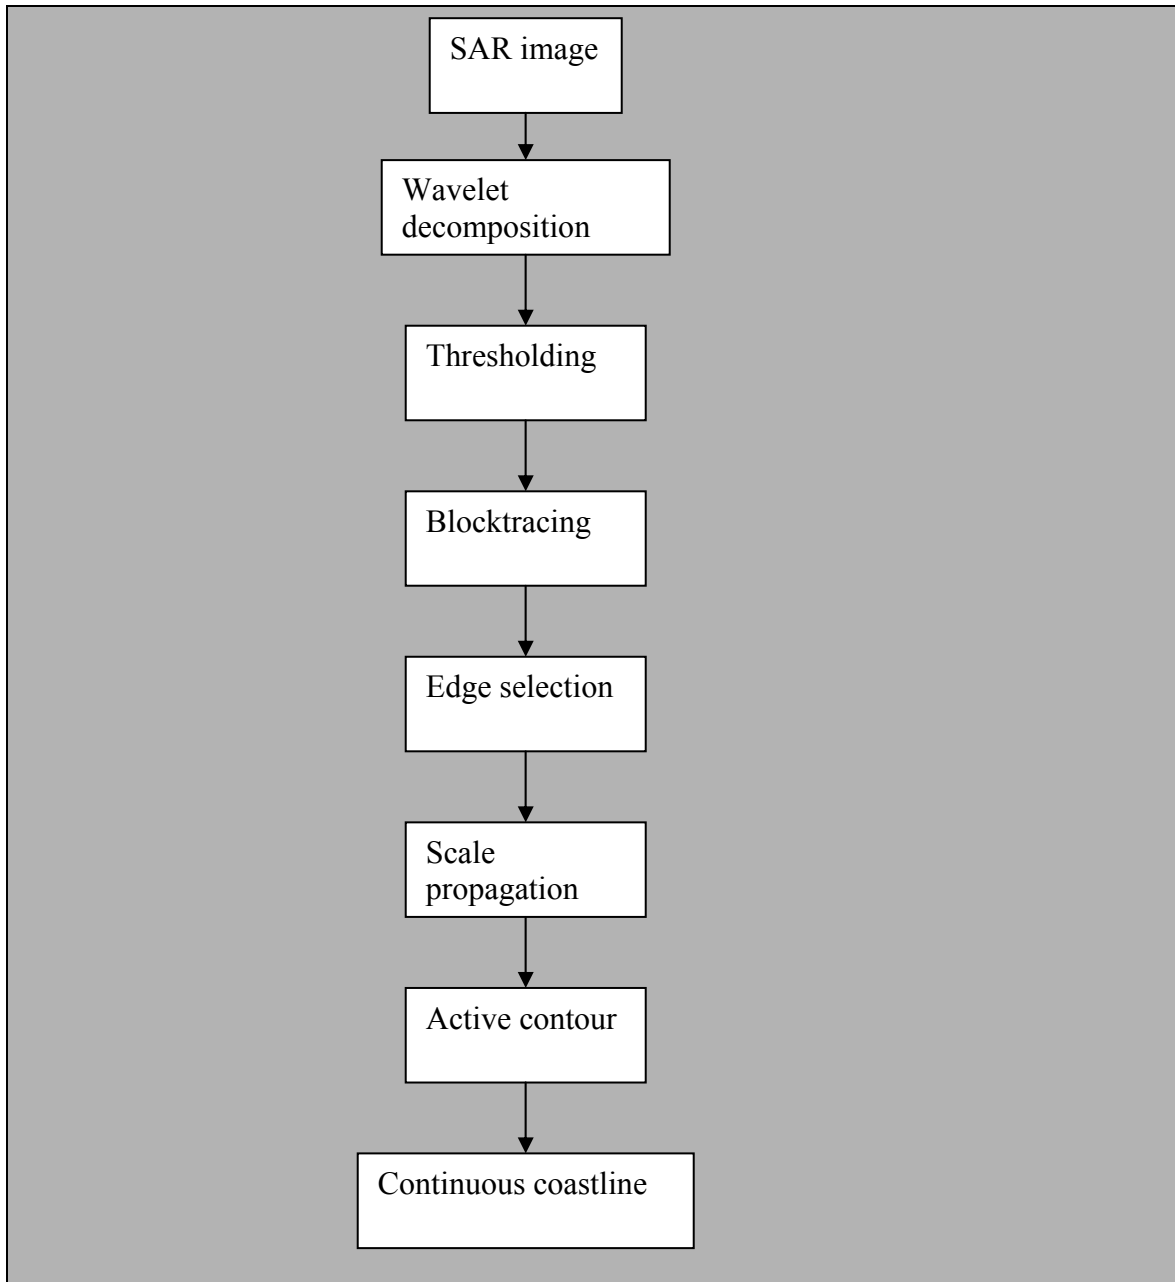 SAR image
Wavelet
decomposition
Thresholding
Blocktracing
Edge selection
Scale
propagation
Active contour
Continuous coastline